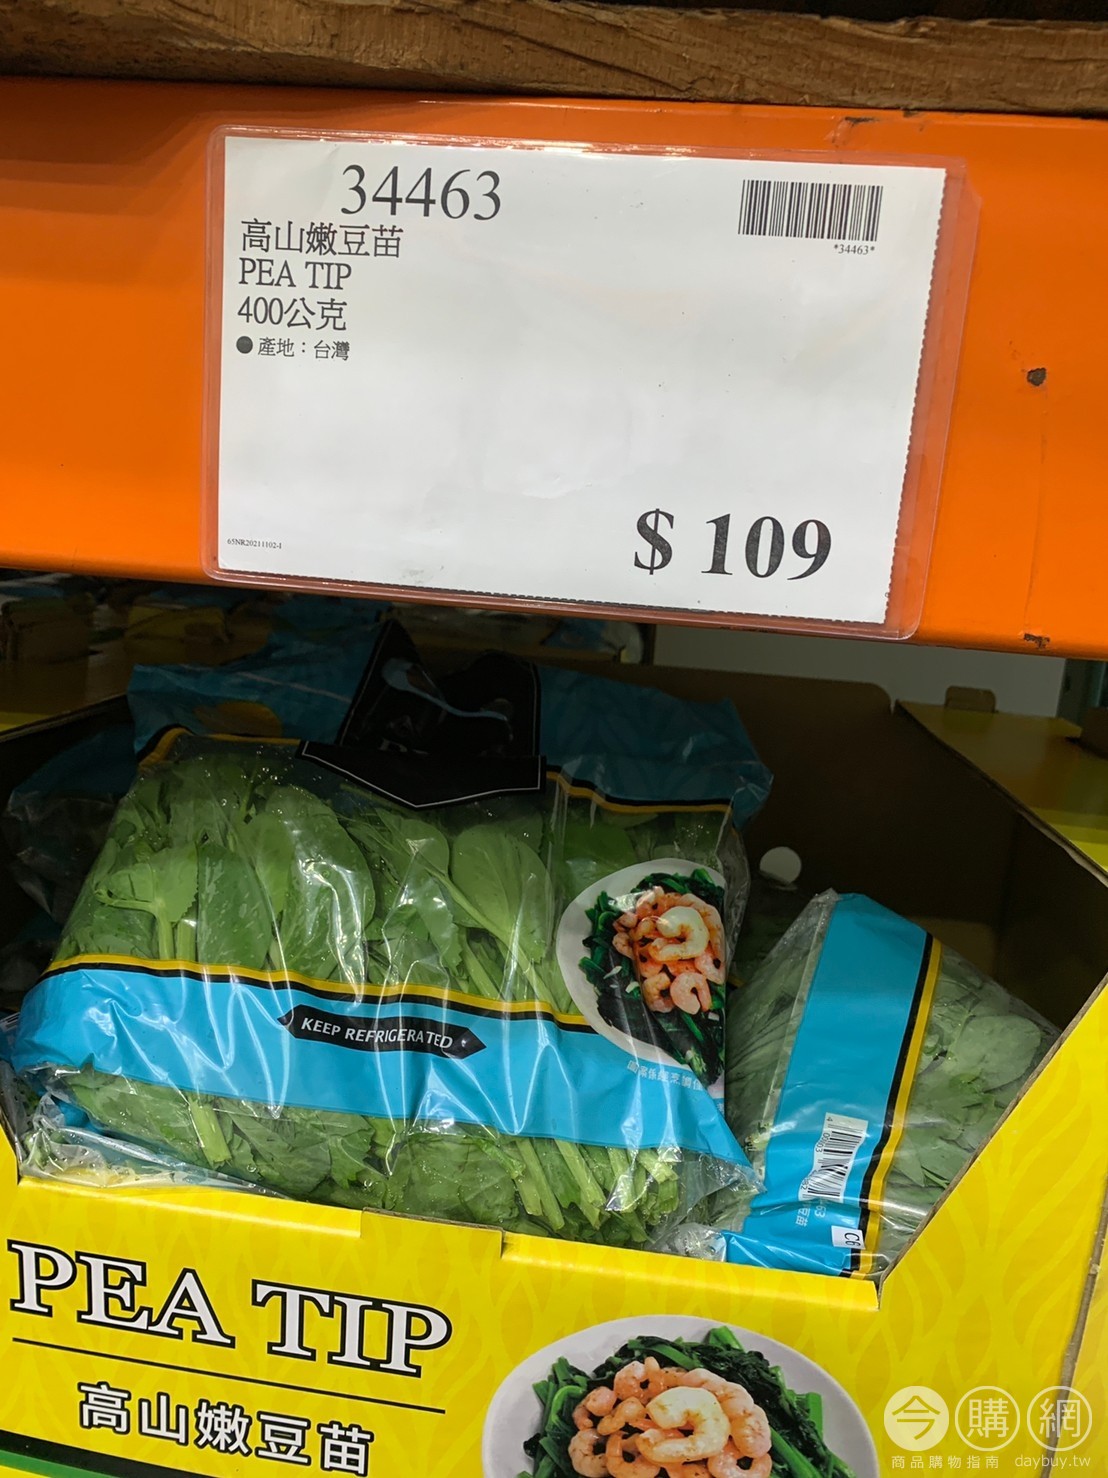 34463
*34463*
高山嫩豆苗
PEA TIP
400公克
●產地：台灣
$ 109
65NR20211102-1
KEEP REFRIGERATED
C6
PEA TIP
高山嫩豆苗
今購網
商品購物指南 daybuy.tw